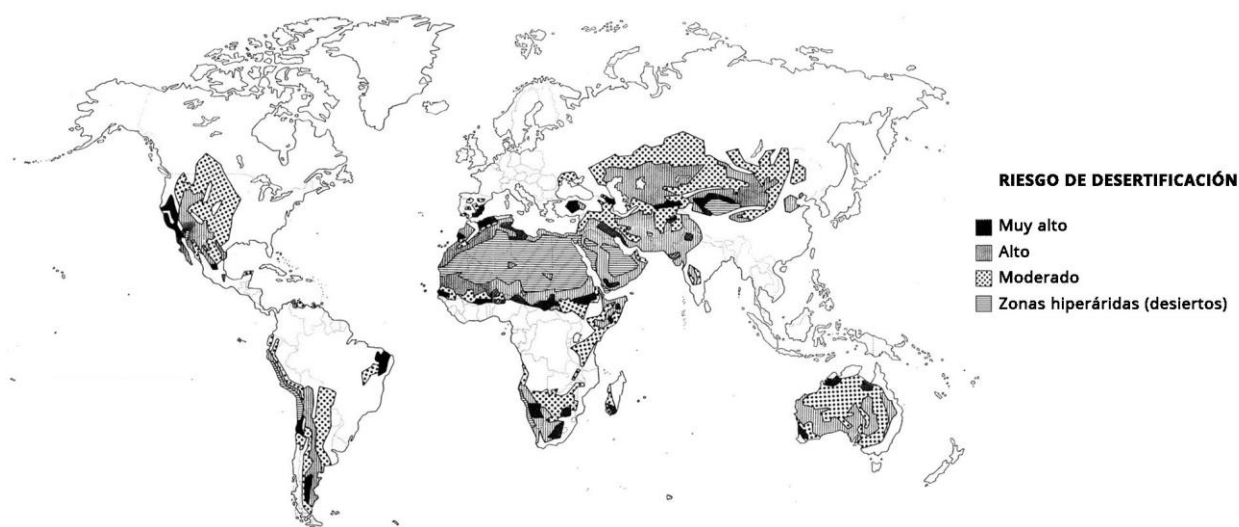 RIESGO DE DESERTIFICACIÓN
Muy alto
Alto
Moderado
Zonas hiperáridas (desiertos)